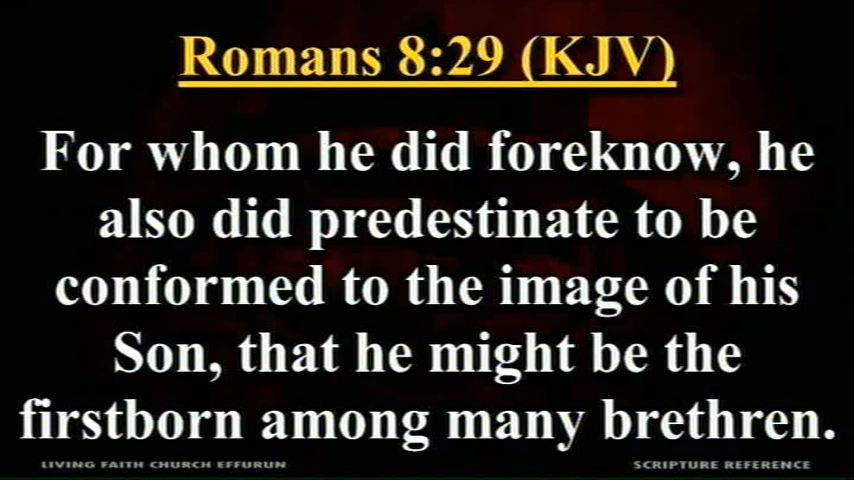 Romans 8:29 (KJV)
For whom he did foreknow, he
also did predestinate to be
conformed to the image of his
Son, that he might be the
firstborn among many brethren.
LIVING FAITH CHURCH EFFURUN
SCRIPTURE REFERENCE